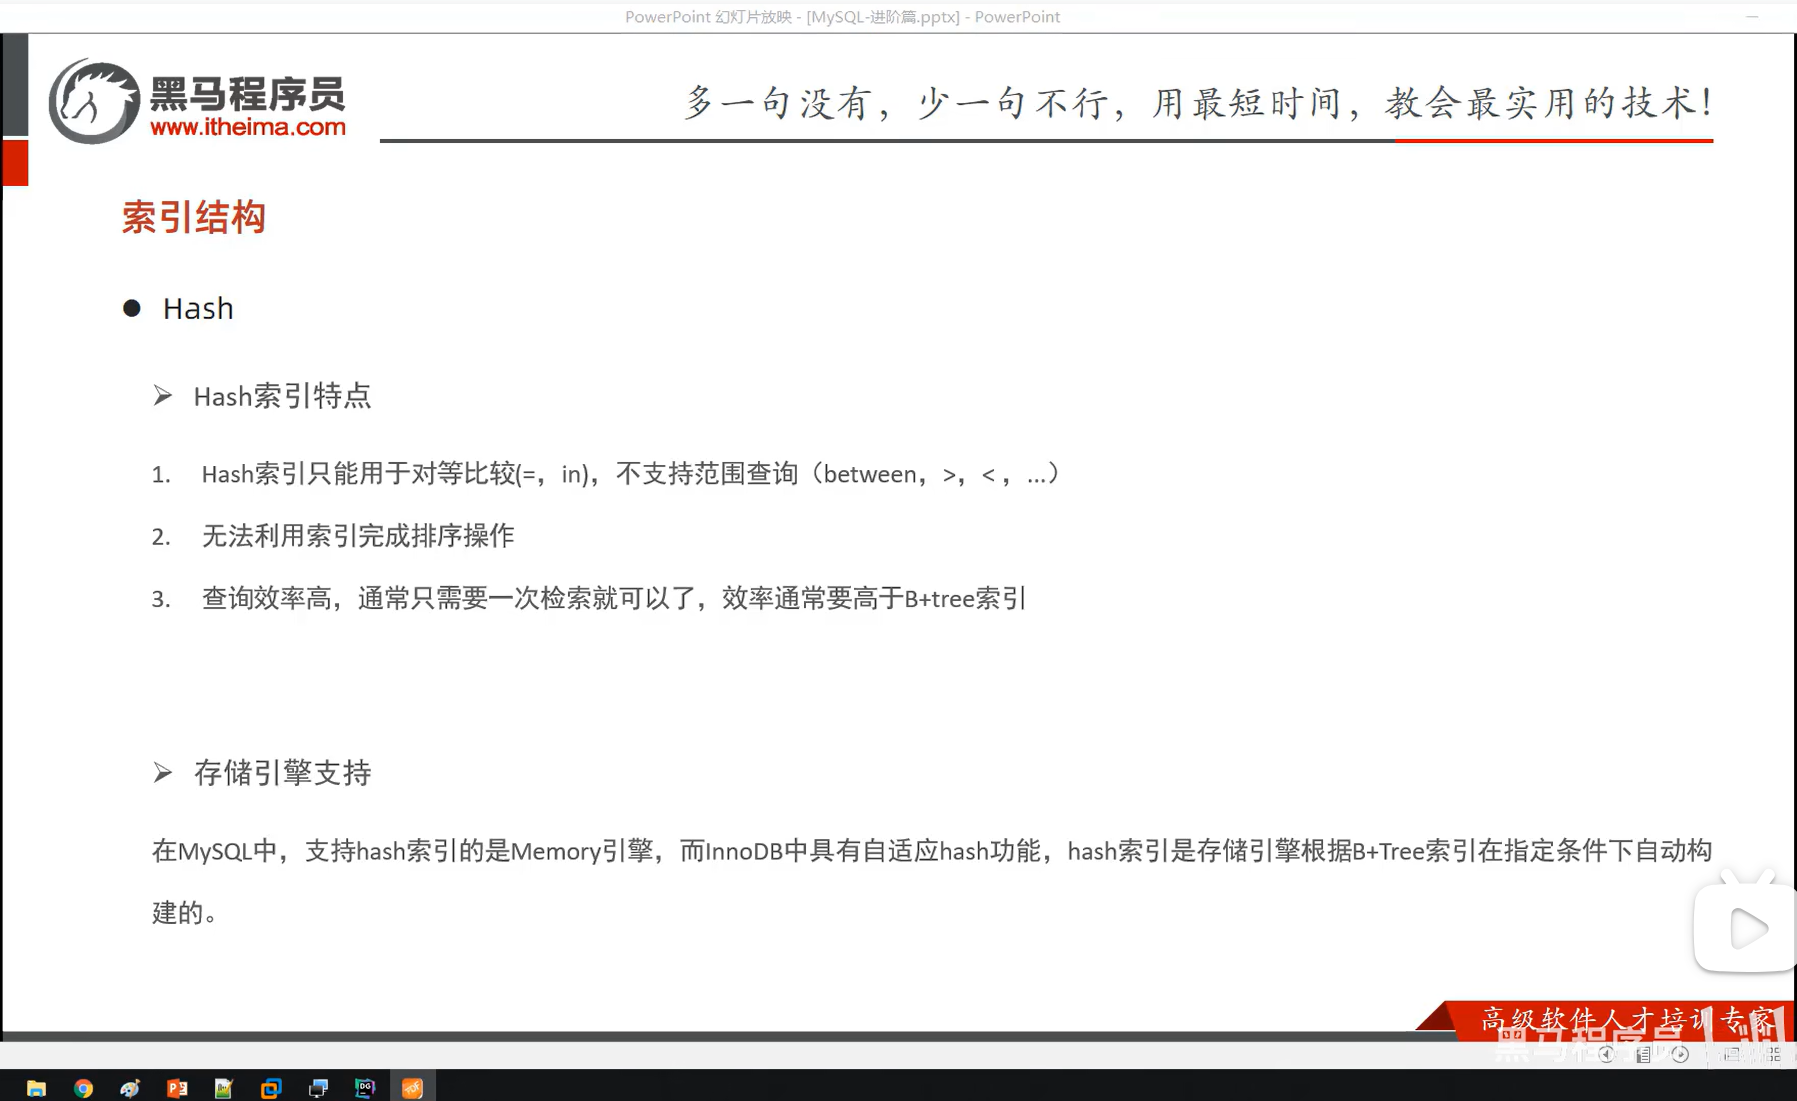 PowerPoint 幻灯片放映 - [MySQL-进阶篇.pptx] - PowerPoint
黑马程序员
www.itheima.com
多一句没有，少一句不行，用最短时间，教会最实用的技术！
索引结构
● Hash
➢ Hash索引特点
1. Hash索引只能用于对等比较(=，in)，不支持范围查询（between，>，< ，...）
2. 无法利用索引完成排序操作
3. 查询效率高，通常只需要一次检索就可以了，效率通常要高于B+tree索引
➢ 存储引擎支持
在MySQL中，支持hash索引的是Memory引擎，而InnoDB中具有自适应hash功能，hash索引是存储引擎根据B+Tree索引在指定条件下自动构
建的。
高级软件人才培训专家
黑马程序员